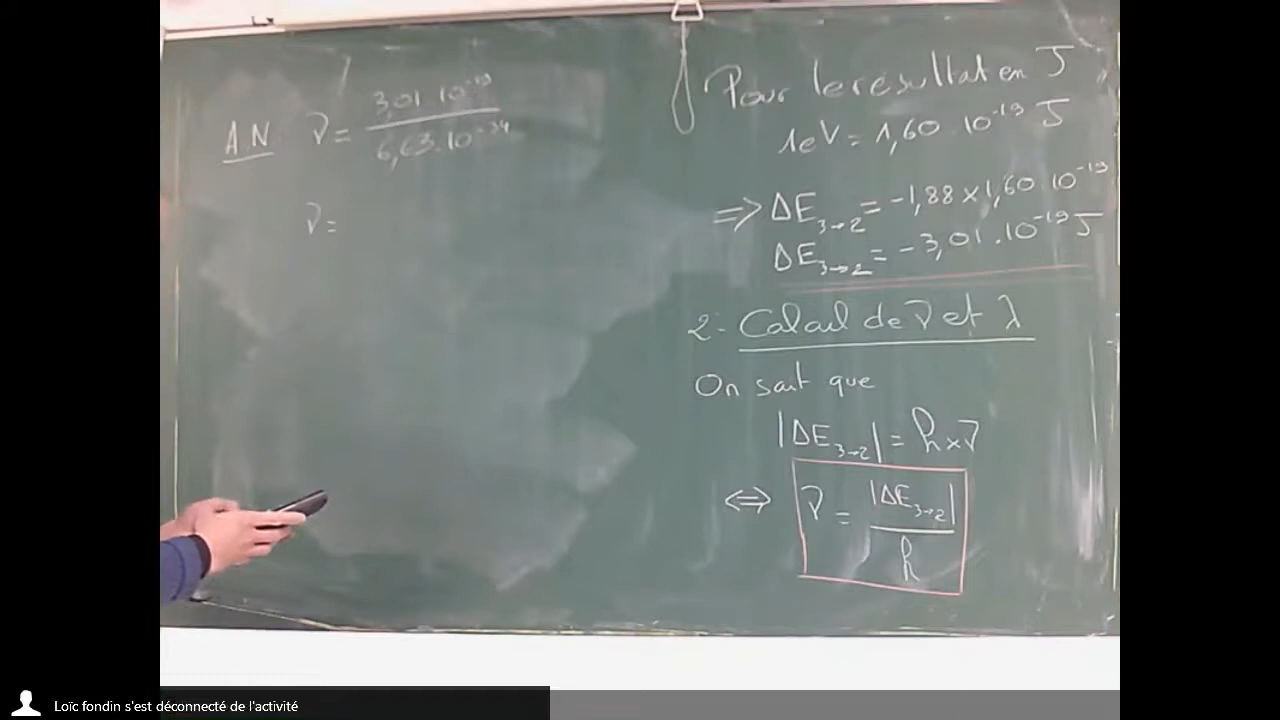 A.N ν = 3,01 . 10⁻¹⁹ / 6,63 . 10⁻³⁴
ν =
Pour le résultat en J
1eV = 1,60 . 10⁻¹⁹ J
=> ΔE₃→₂ = -1,88 x 1,60 10⁻¹⁹
ΔE₃→₂ = -3,01 . 10⁻¹⁹ J
2- Calcul de ν et λ
On sait que
|ΔE₃→₂| = h x ν
⇔ ν = |ΔE₃→₂| / h
Loïc fondin s'est déconnecté de l'activité